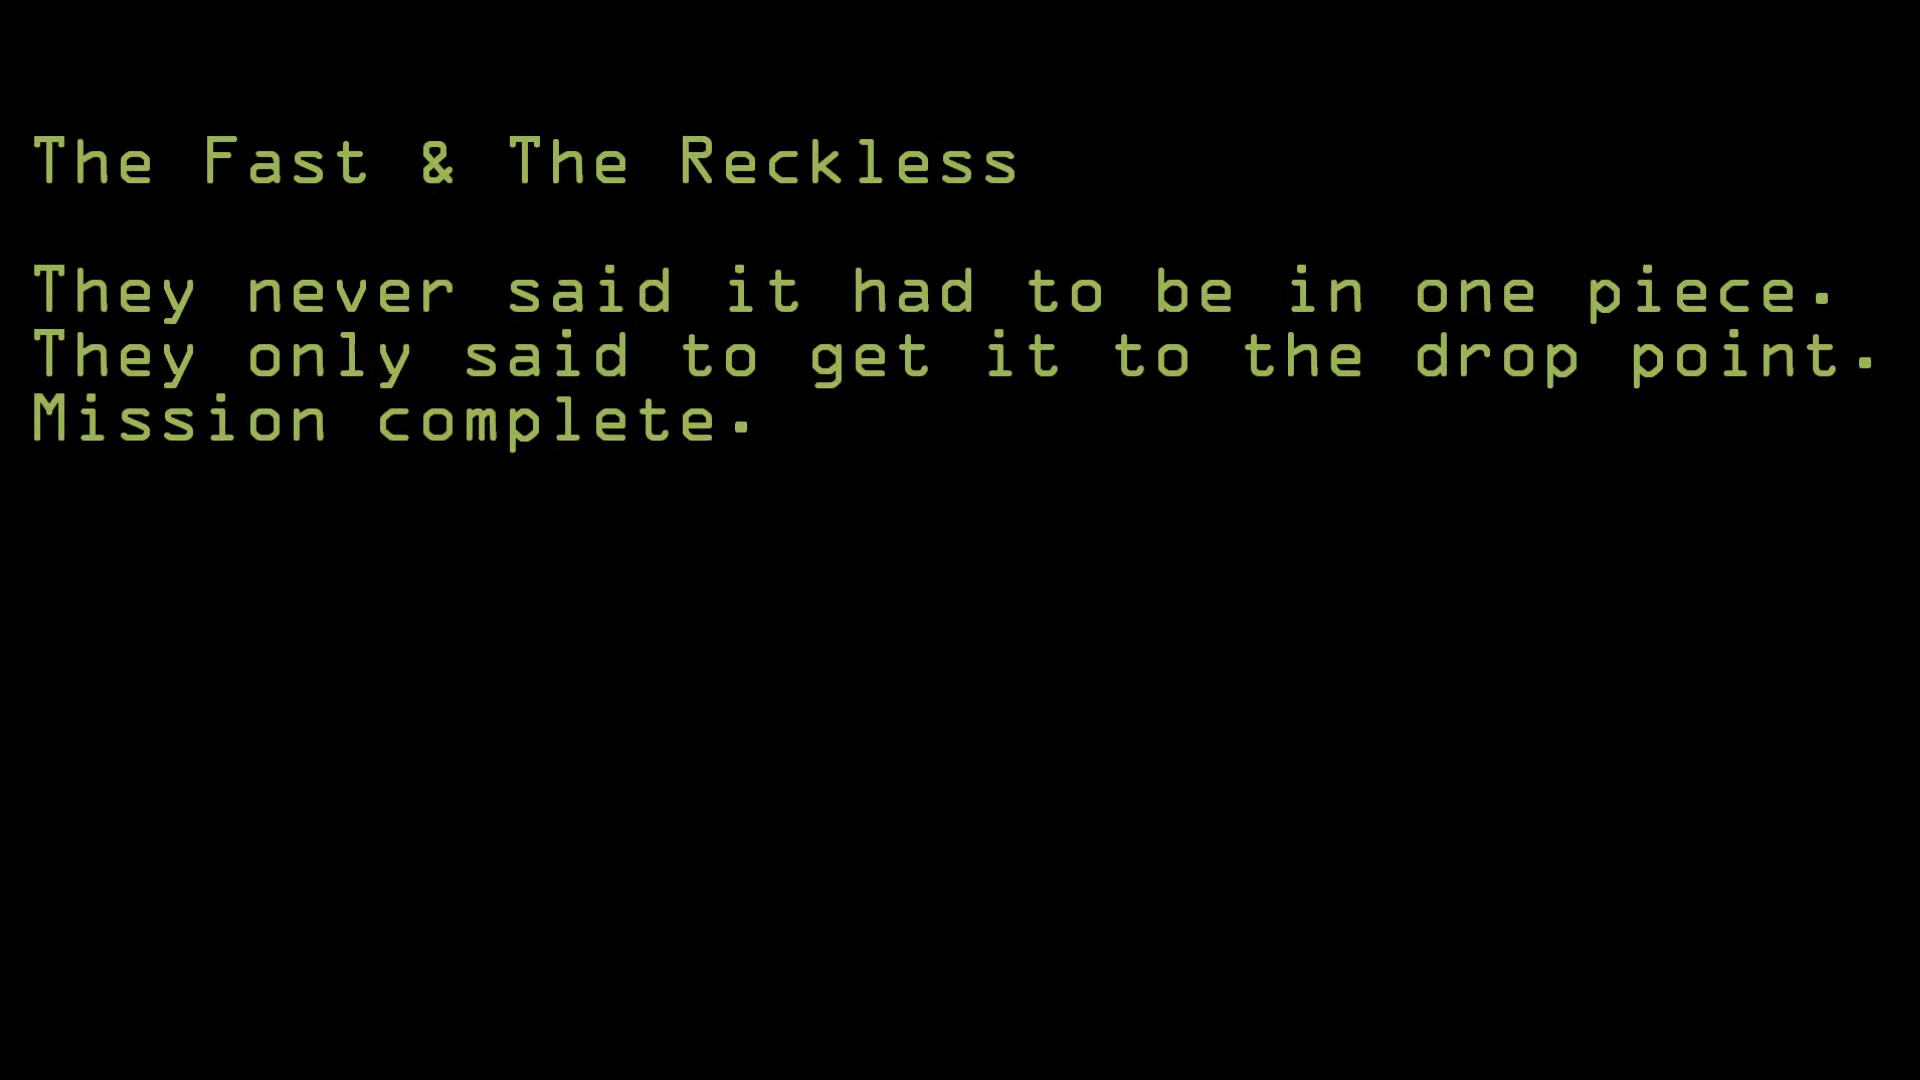 The Fast & The Reckless
They never said it had to be in one piece.
They only said to get it to the drop point.
Mission complete.